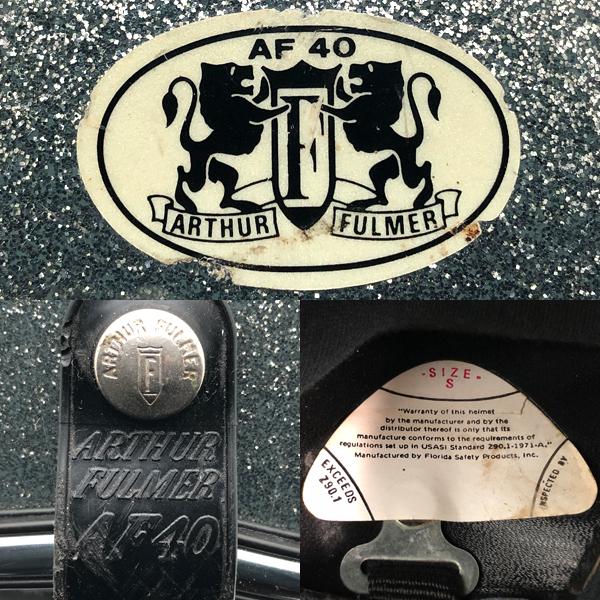 AF 40
F
ARTHUR FULMER
ARTHUR FULMER
F
ARTHUR
FULMER
AF40
-SIZE-
S
"Warranty of this helmet
by the manufacturer and by the
distributor thereof is only that its
manufacture conforms to the requirements of
regulations set up in USASI Standard Z90.1-1971-A."
Manufactured by Florida Safety Products, Inc.
EXCEEDS
Z90.1
INSPECTED BY